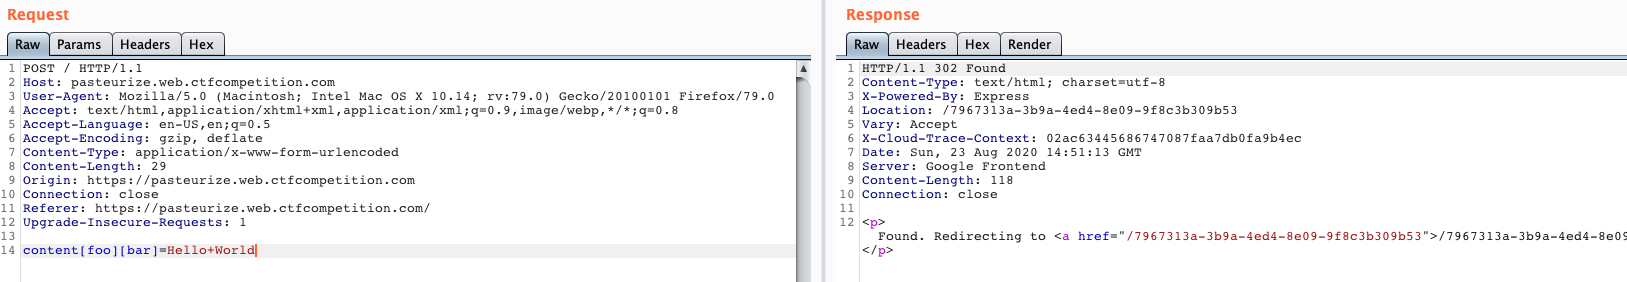 Request
Raw Params Headers Hex
1 POST / HTTP/1.1
2 Host: pasteurize.web.ctfcompetition.com
3 User-Agent: Mozilla/5.0 (Macintosh; Intel Mac OS X 10.14; rv:79.0) Gecko/20100101 Firefox/79.0
4 Accept: text/html,application/xhtml+xml,application/xml;q=0.9,image/webp,*/*;q=0.8
5 Accept-Language: en-US,en;q=0.5
6 Accept-Encoding: gzip, deflate
7 Content-Type: application/x-www-form-urlencoded
8 Content-Length: 29
9 Origin: https://pasteurize.web.ctfcompetition.com
10 Connection: close
11 Referer: https://pasteurize.web.ctfcompetition.com/
12 Upgrade-Insecure-Requests: 1
13
14 content[foo][bar]=Hello+World
Response
Raw Headers Hex Render
1 HTTP/1.1 302 Found
2 Content-Type: text/html; charset=utf-8
3 X-Powered-By: Express
4 Location: /7967313a-3b9a-4ed4-8e09-9f8c3b309b53
5 Vary: Accept
6 X-Cloud-Trace-Context: 02ac63445686747087faa7db0fa9b4ec
7 Date: Sun, 23 Aug 2020 14:51:13 GMT
8 Server: Google Frontend
9 Content-Length: 118
10 Connection: close
11
12 <p>
Found. Redirecting to <a href="/7967313a-3b9a-4ed4-8e09-9f8c3b309b53">/7967313a-3b9a-4ed4-8e09
</p>